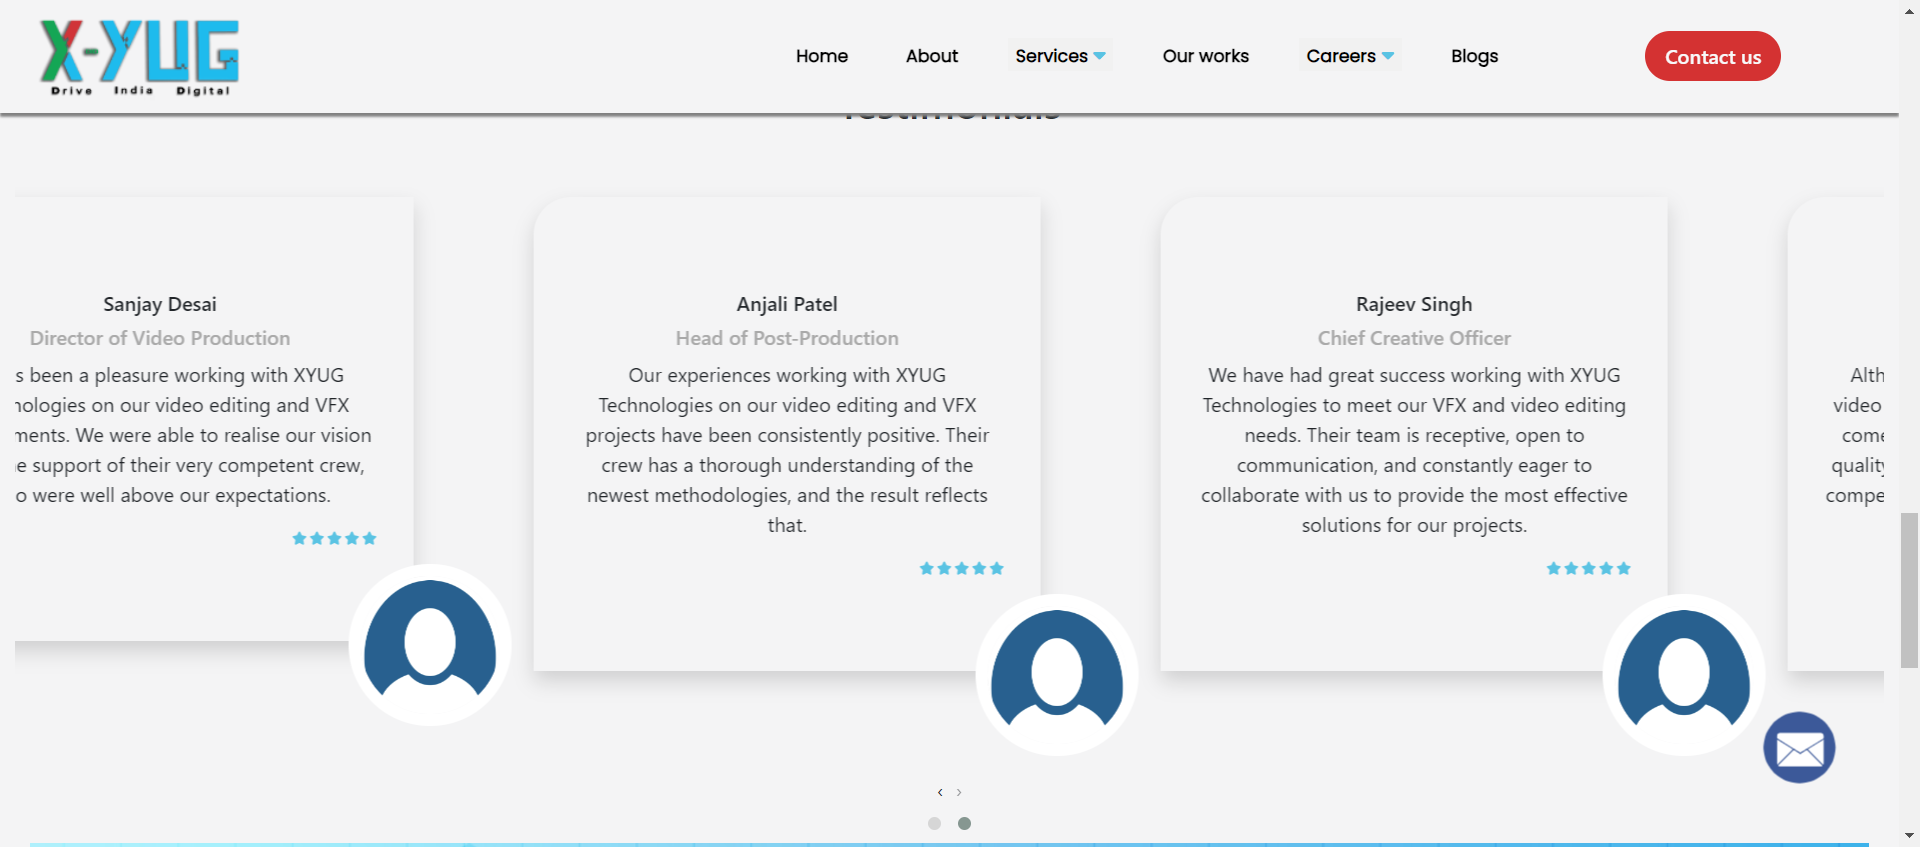 X-YUG
Drive India Digital
Home About Services Our works Careers Blogs Contact us
Testimonials
Sanjay Desai
Director of Video Production
s been a pleasure working with XYUG
nologies on our video editing and VFX
ments. We were able to realise our vision
e support of their very competent crew,
o were well above our expectations.
Anjali Patel
Head of Post-Production
Our experiences working with XYUG
Technologies on our video editing and VFX
projects have been consistently positive. Their
crew has a thorough understanding of the
newest methodologies, and the result reflects
that.
Rajeev Singh
Chief Creative Officer
We have had great success working with XYUG
Technologies to meet our VFX and video editing
needs. Their team is receptive, open to
communication, and constantly eager to
collaborate with us to provide the most effective
solutions for our projects.
Alth
video
come
quality
compe